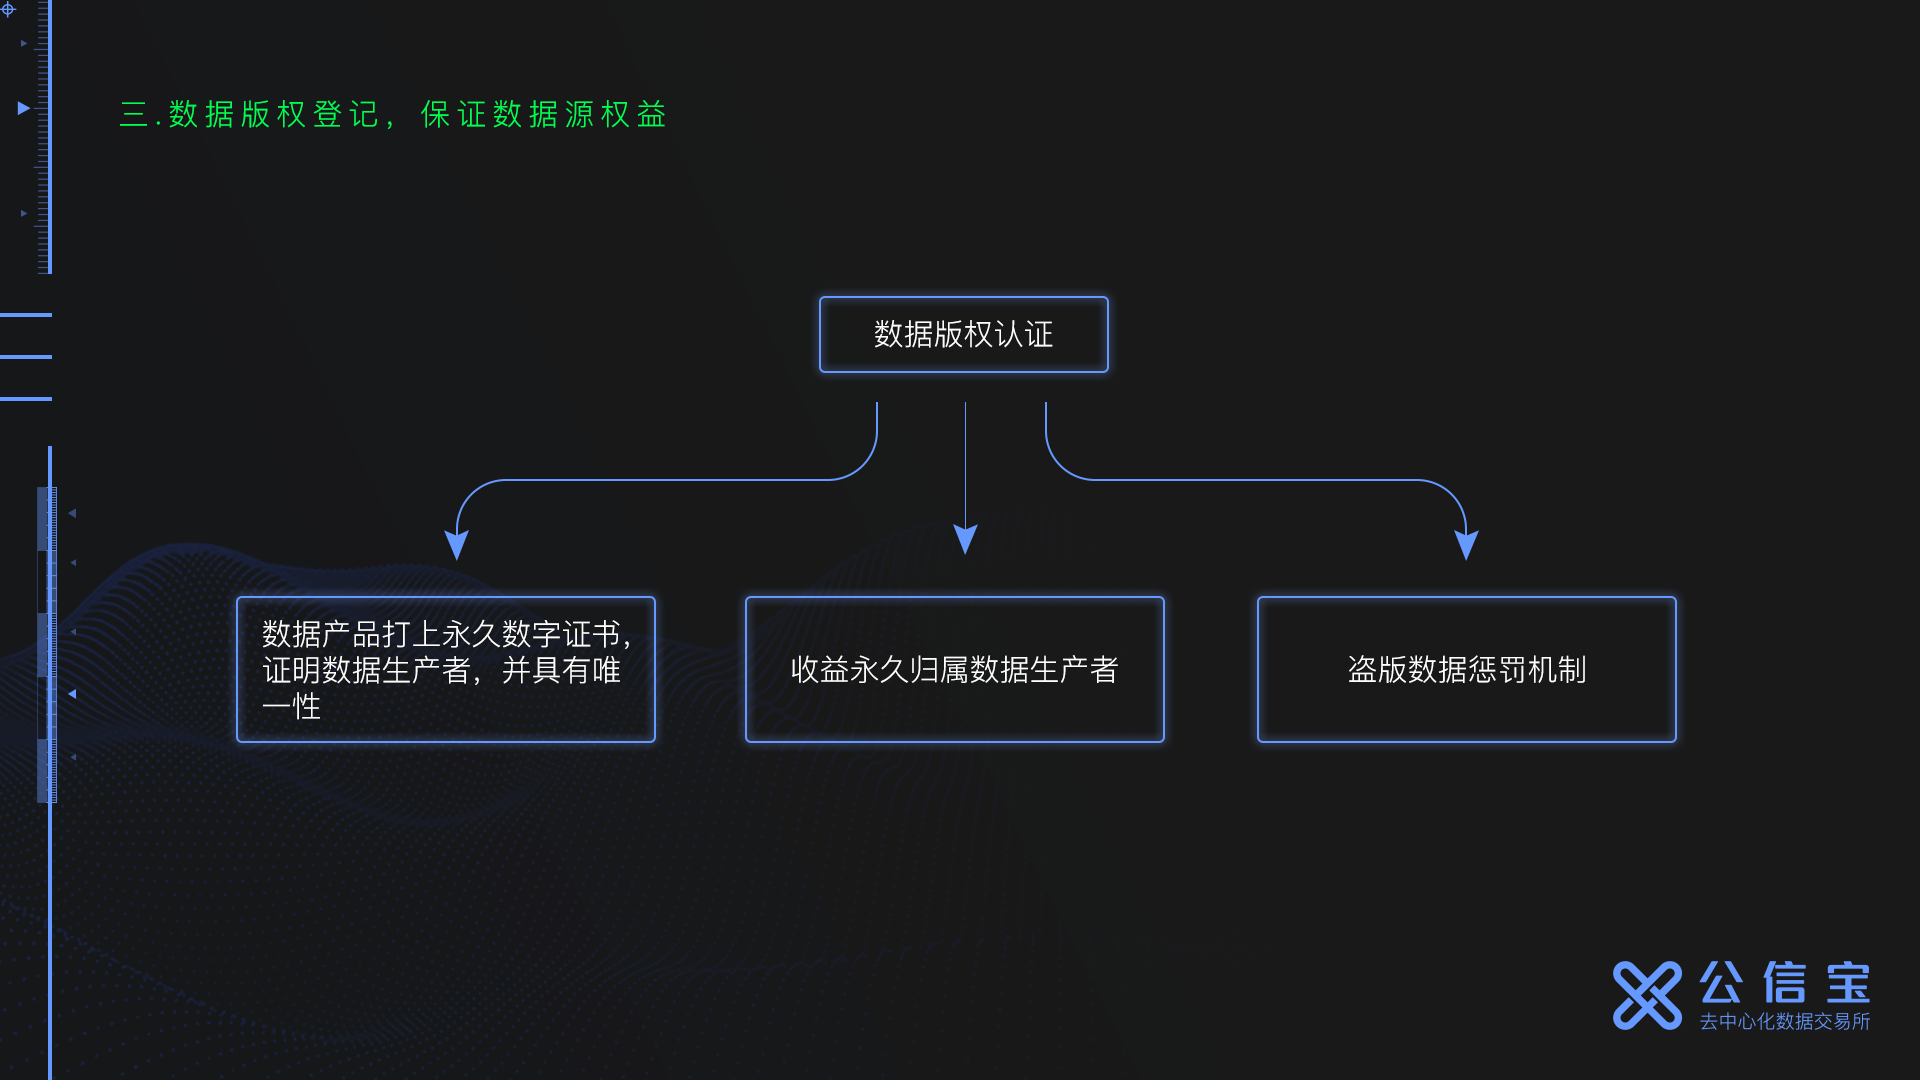 三.数据版权登记，保证数据源权益
数据版权认证
数据产品打上永久数字证书，
证明数据生产者，并具有唯
一性
收益永久归属数据生产者
盗版数据惩罚机制
公信宝
去中心化数据交易所